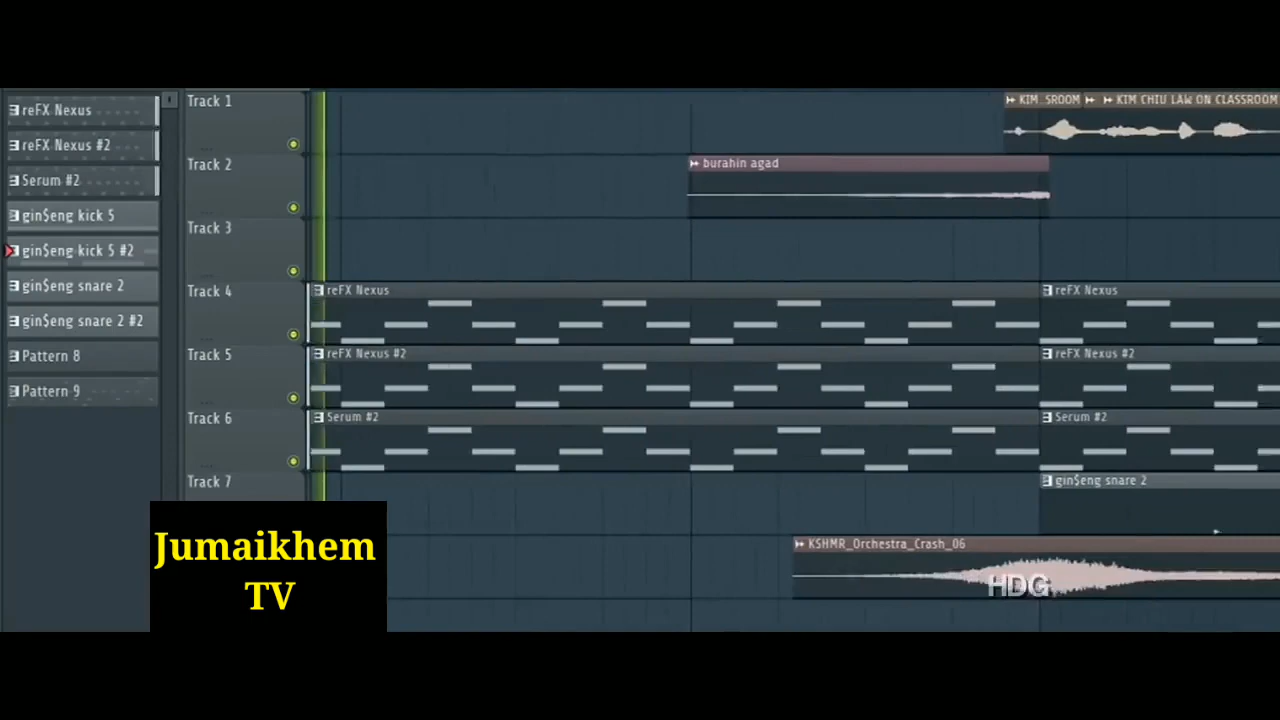 reFX Nexus
reFX Nexus #2
Serum #2
gin$eng kick 5
gin$eng kick 5 #2
gin$eng snare 2
gin$eng snare 2 #2
Pattern 8
Pattern 9
Track 1
KIM
SROOM
KIM CHIU LAW ON CLASSROOM
Track 2
burahin agad
Track 3
Track 4
reFX Nexus
reFX Nexus
Track 5
reFX Nexus #2
reFX Nexus #2
Track 6
Serum #2
Serum #2
Track 7
gin$eng snare 2
KSHMR_Orchestra_Crash_06
HDG
Jumaikhem
TV